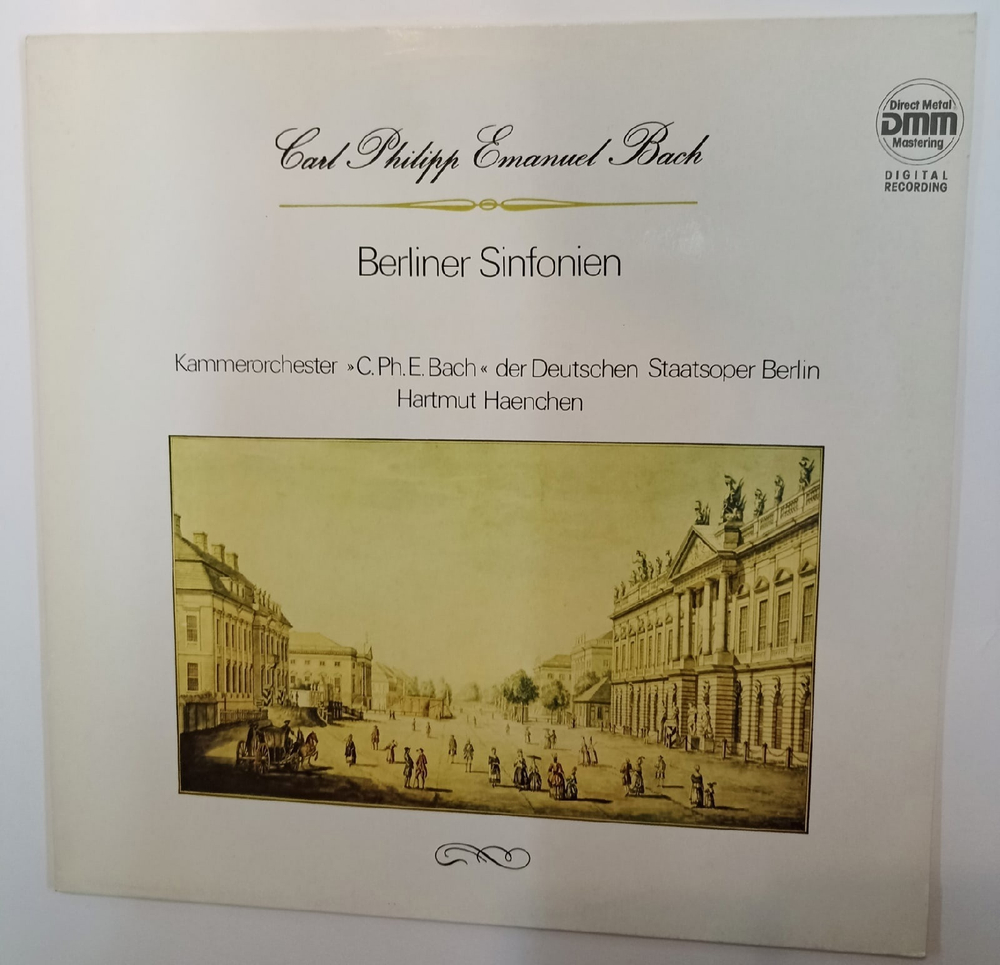 Carl Philipp Emanuel Bach
Direct Metal
DMM
Mastering
DIGITAL
RECORDING
Berliner Sinfonien
Kammerorchester »C.Ph.E.Bach« der Deutschen Staatsoper Berlin
Hartmut Haenchen